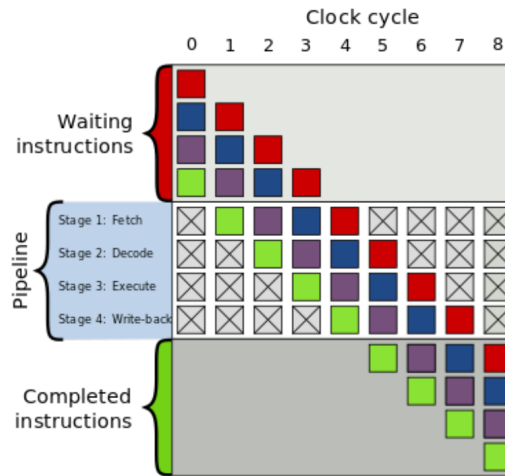 Clock cycle
0 1 2 3 4 5 6 7 8
Waiting
instructions
Pipeline
Stage 1: Fetch
Stage 2: Decode
Stage 3: Execute
Stage 4: Write-back
Completed
instructions